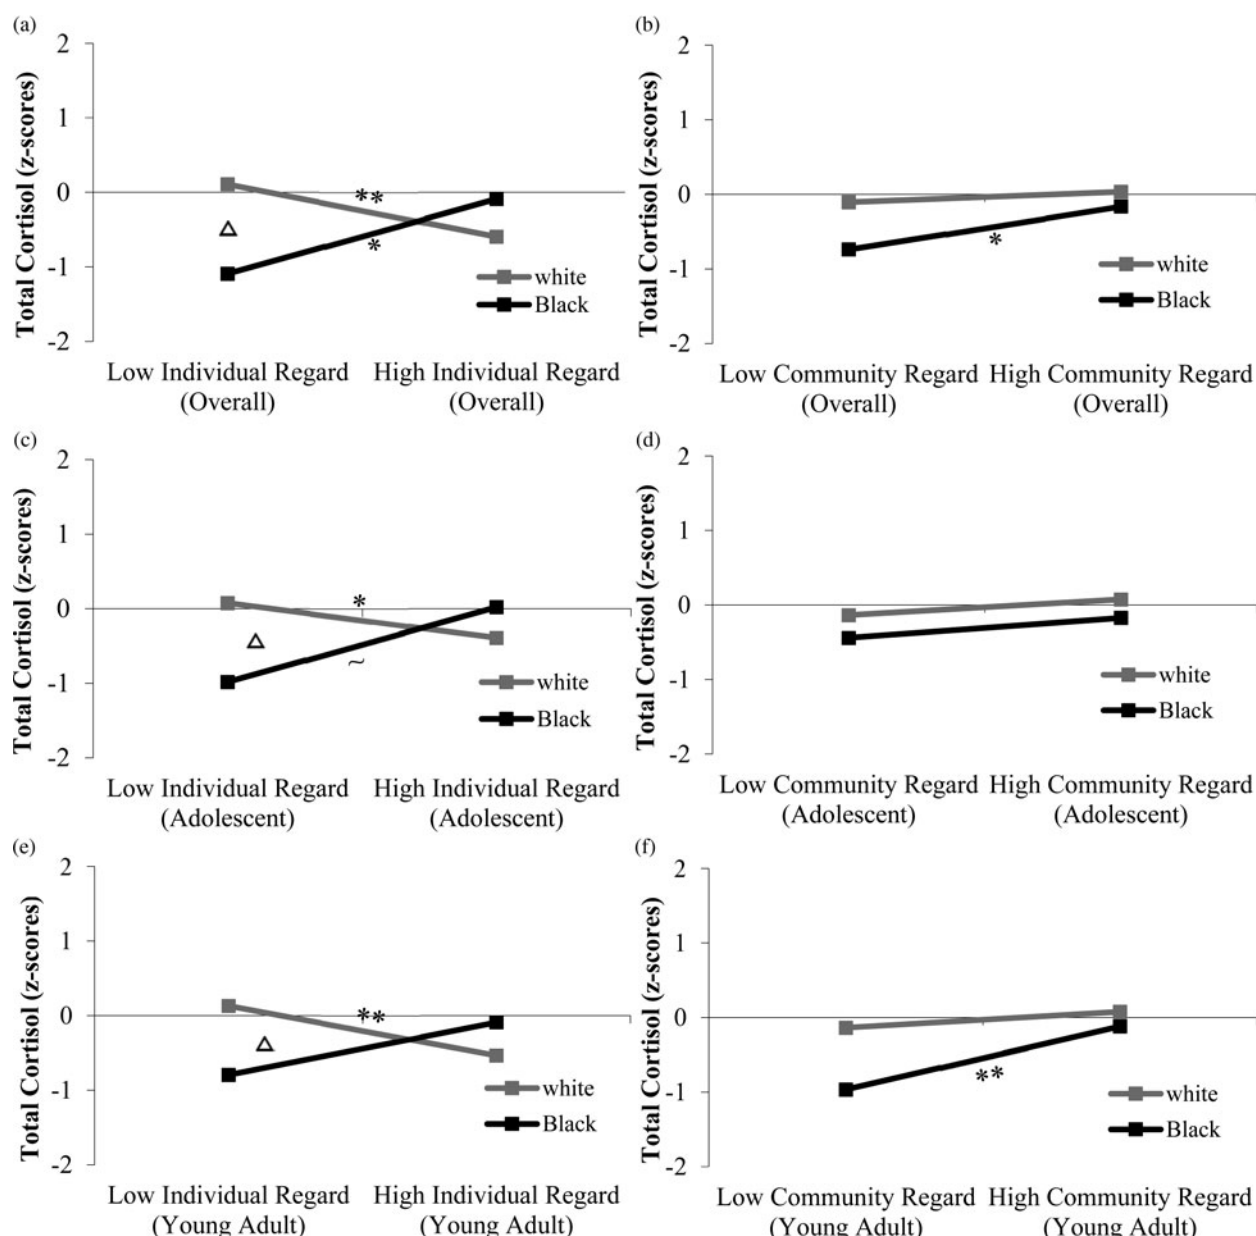 (a)
Total Cortisol (z-scores)
2
1
0
-1
-2
**
△
*
white
Black
Low Individual Regard
(Overall)
High Individual Regard
(Overall)
(b)
Total Cortisol (z-scores)
2
1
0
-1
-2
*
white
Black
Low Community Regard
(Overall)
High Community Regard
(Overall)
(c)
Total Cortisol (z-scores)
2
1
0
-1
-2
*
△
~
white
Black
Low Individual Regard
(Adolescent)
High Individual Regard
(Adolescent)
(d)
Total Cortisol (z-scores)
2
1
0
-1
-2
white
Black
Low Community Regard
(Adolescent)
High Community Regard
(Adolescent)
(e)
Total Cortisol (z-scores)
2
1
0
-1
-2
**
△
white
Black
Low Individual Regard
(Young Adult)
High Individual Regard
(Young Adult)
(f)
Total Cortisol (z-scores)
2
1
0
-1
-2
**
white
Black
Low Community Regard
(Young Adult)
High Community Regard
(Young Adult)